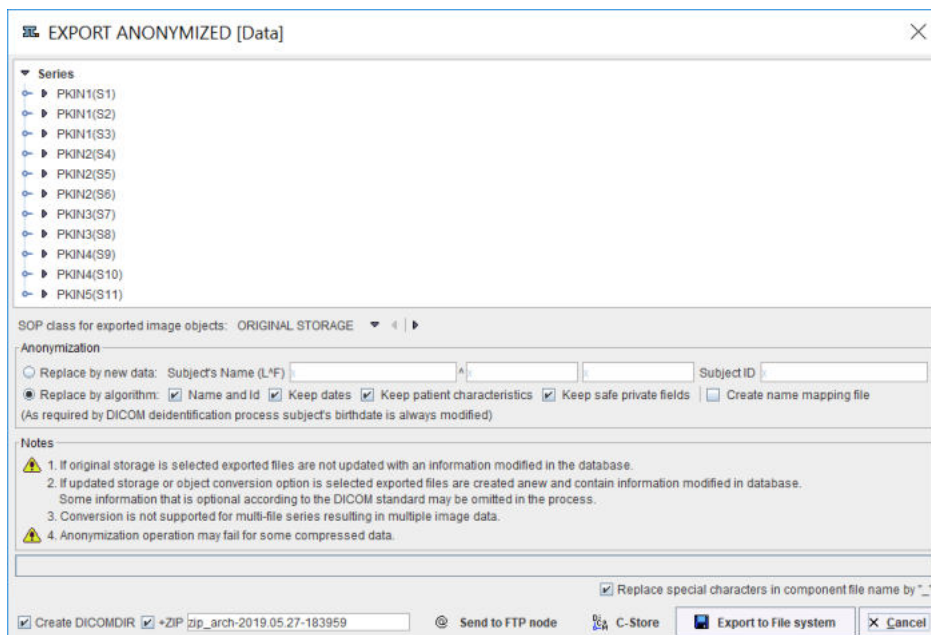 EXPORT ANONYMIZED [Data]
Series
PKIN1(S1)
PKIN1(S2)
PKIN1(S3)
PKIN2(S4)
PKIN2(S5)
PKIN2(S6)
PKIN3(S7)
PKIN3(S8)
PKIN4(S9)
PKIN4(S10)
PKIN5(S11)
SOP class for exported image objects: ORIGINAL STORAGE
Anonymization
Replace by new data: Subject's Name (L^F) x ^ x x Subject ID x
Replace by algorithm: Name and Id Keep dates Keep patient characteristics Keep safe private fields Create name mapping file
(As required by DICOM deidentification process subject's birthdate is always modified)
Notes
1. If original storage is selected exported files are not updated with an information modified in the database.
2. If updated storage or object conversion option is selected exported files are created anew and contain information modified in database.
Some information that is optional according to the DICOM standard may be omitted in the process.
3. Conversion is not supported for multi-file series resulting in multiple image data.
4. Anonymization operation may fail for some compressed data.
Replace special characters in component file name by "_"
Create DICOMDIR +ZIP zip_arch-2019.05.27-183959 @ Send to FTP node C-Store Export to File system Cancel